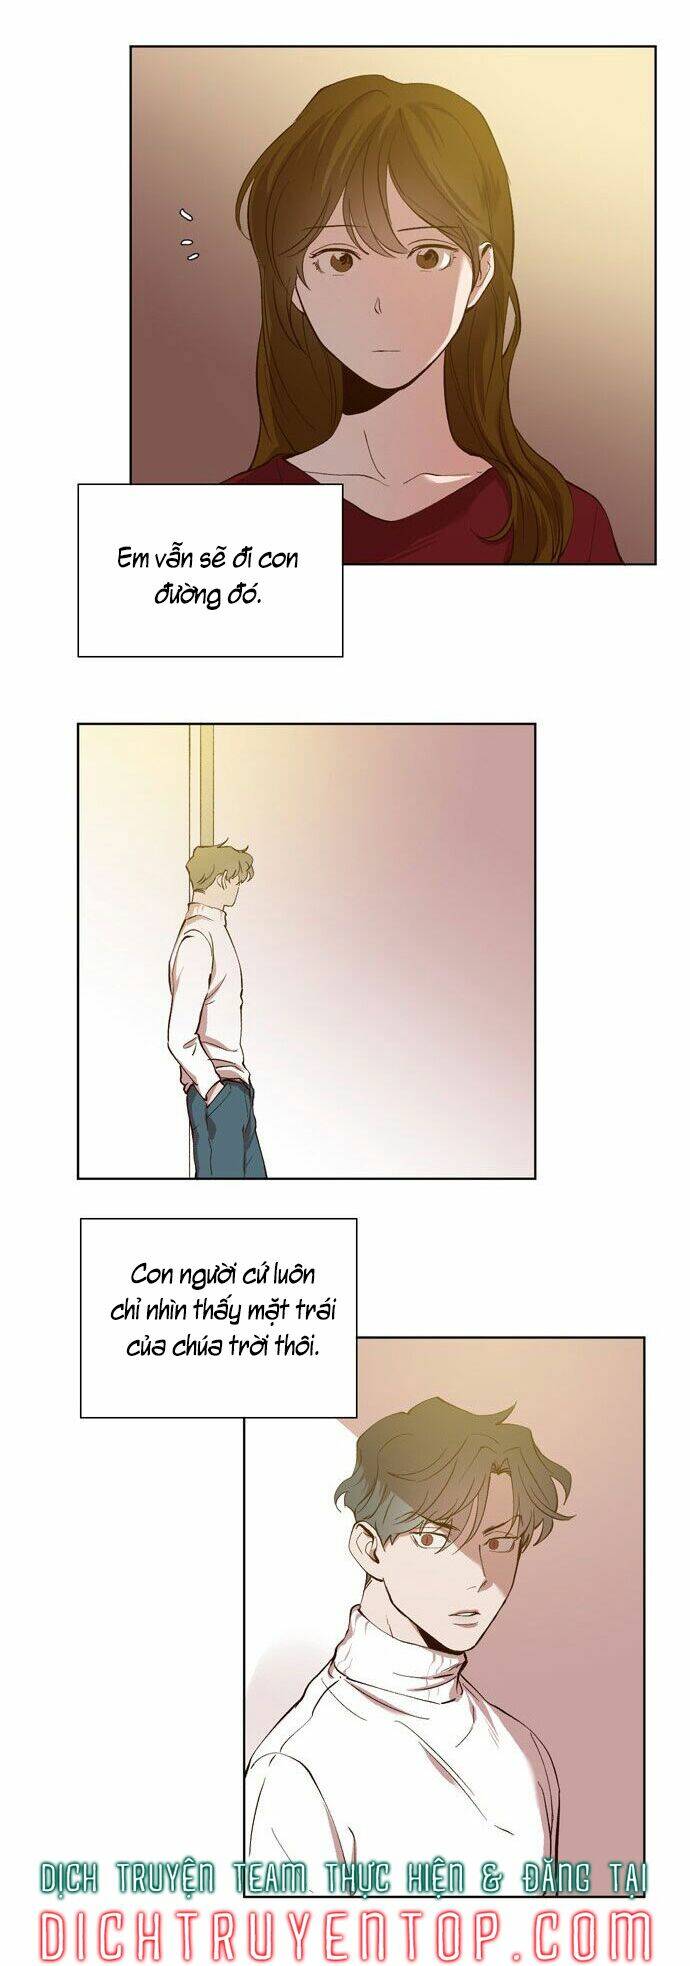 Em vẫn sẽ đi con
đường đó.
Con người cứ luôn
chỉ nhìn thấy mặt trái
của chúa trời thôi.
DỊCH TRUYỆN TEAM THỰC HIỆN & ĐĂNG TẠI
DICHTRUYENTOP.COM